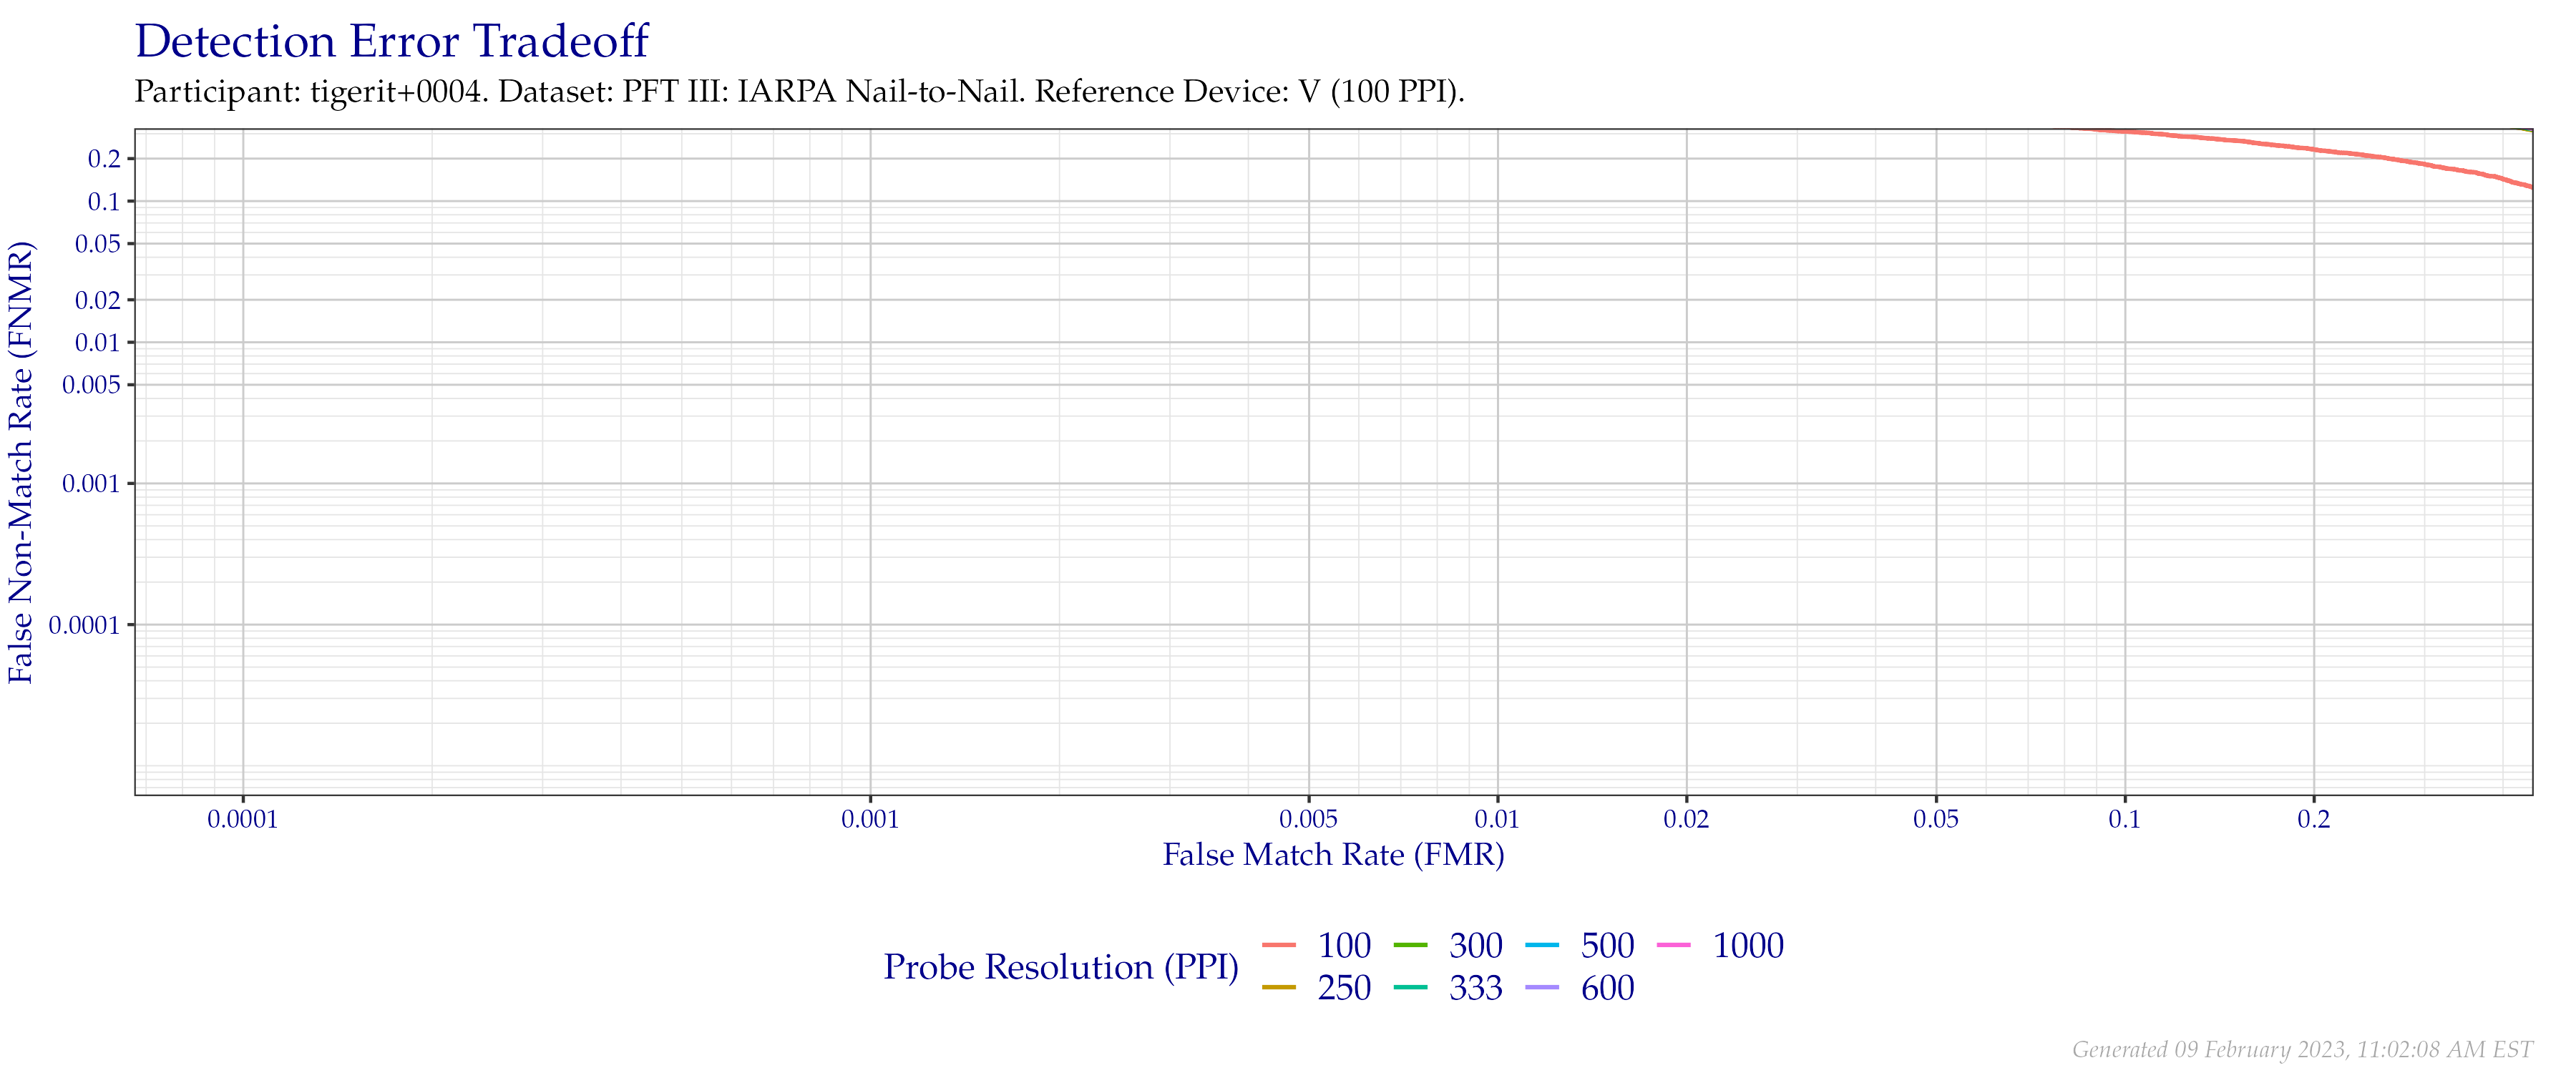 Detection Error Tradeoff
Participant: tigerit+0004. Dataset: PFT III: IARPA Nail-to-Nail. Reference Device: V (100 PPI).
False Non-Match Rate (FNMR)
0.2
0.1
0.05
0.02
0.01
0.005
0.001
0.0001
0.0001 0.001 0.005 0.01 0.02 0.05 0.1 0.2
False Match Rate (FMR)
Probe Resolution (PPI)
100 300 500 1000
250 333 600
Generated 09 February 2023, 11:02:08 AM EST